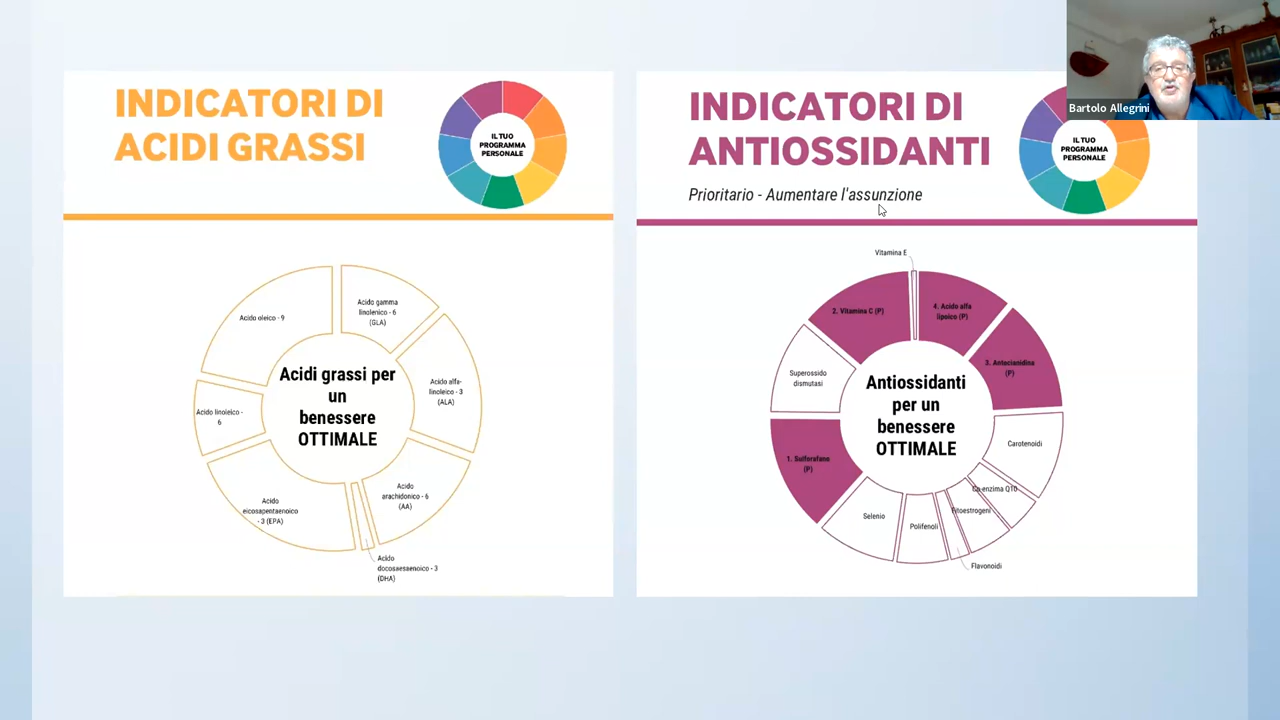 INDICATORI DI
ACIDI GRASSI
IL TUO
PROGRAMMA
PERSONALE
Acido oleico - 9
Acido gamma
linolenico - 6
(GLA)
Acido alfa-
linoleico - 3
(ALA)
Acido linoleico -
6
Acidi grassi per
un
benessere
OTTIMALE
Acido
eicosapentaenoico
- 3 (EPA)
Acido
arachidonico - 6
(AA)
Acido
docosaesaenoico - 3
(DHA)
INDICATORI DI
ANTIOSSIDANTI
Prioritario - Aumentare l'assunzione
IL TUO
PROGRAMMA
PERSONALE
Bartolo Allegrini
Vitamina E
2. Vitamina C (P)
4. Acido alfa
lipoico (P)
3. Antocianidina
(P)
Superossido
dismutasi
Antiossidanti
per un
benessere
OTTIMALE
Carotenoidi
1. Sulforafano
(P)
Co-enzima Q10
Fitoestrogeni
Selenio
Polifenoli
Flavonoidi